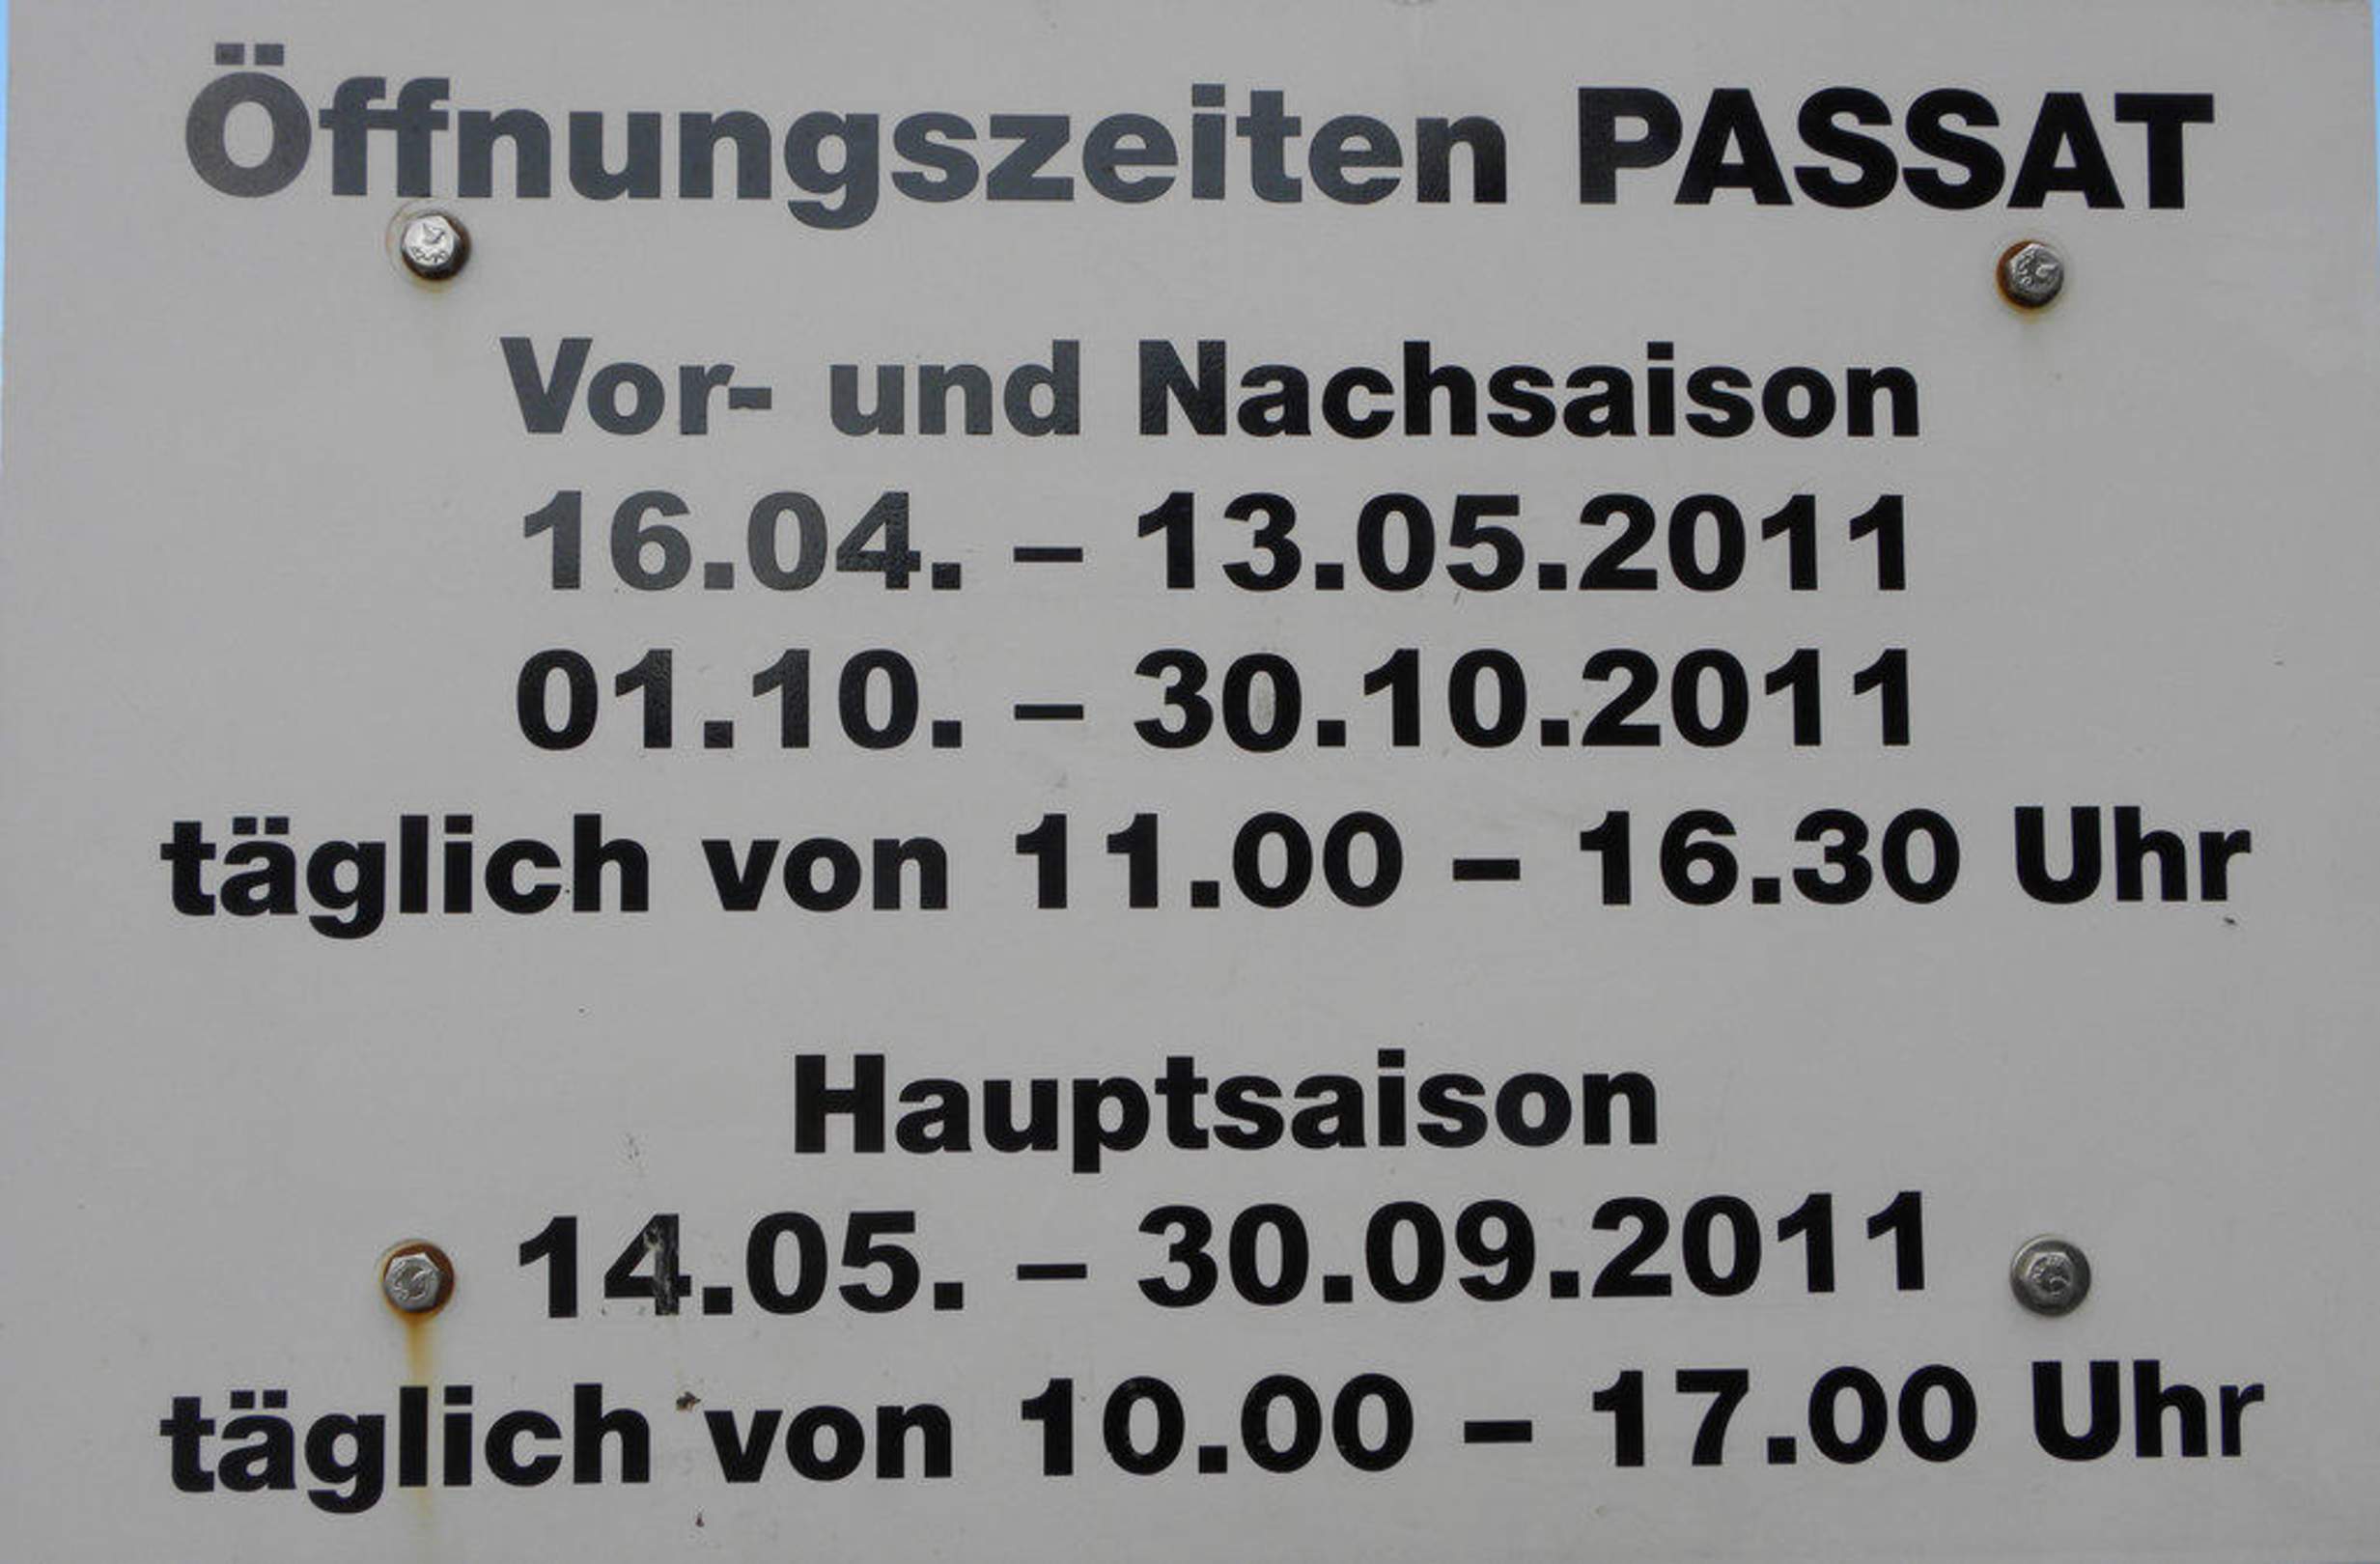 Öffnungszeiten PASSAT
Vor- und Nachsaison
16.04. – 13.05.2011
01.10. – 30.10.2011
täglich von 11.00 – 16.30 Uhr
Hauptsaison
14.05. – 30.09.2011
täglich von 10.00 – 17.00 Uhr